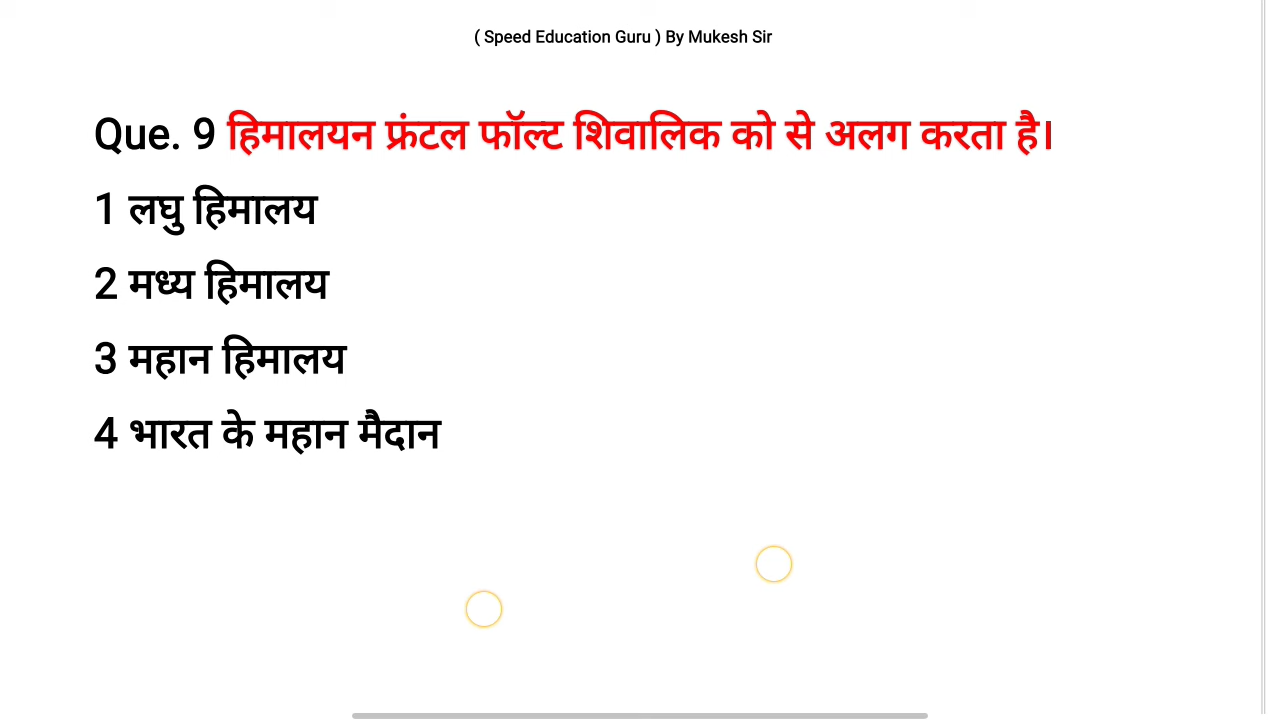 ( Speed Education Guru ) By Mukesh Sir
Que. 9 हिमालयन फ्रंटल फॉल्ट शिवालिक को से अलग करता है।
1 लघु हिमालय
2 मध्य हिमालय
3 महान हिमालय
4 भारत के महान मैदान